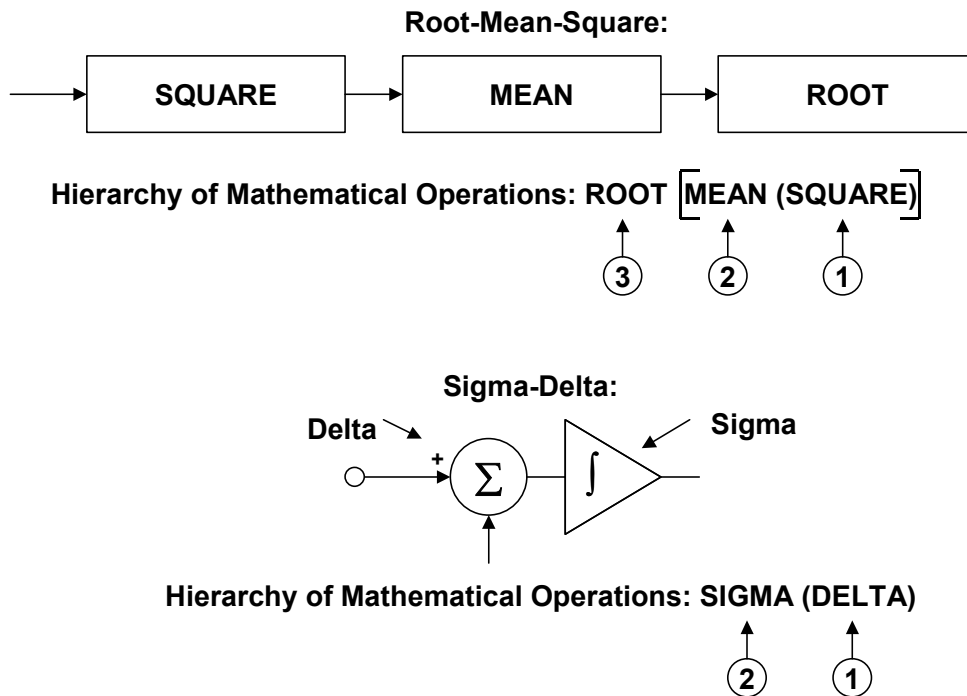 Root-Mean-Square:
SQUARE MEAN ROOT
Hierarchy of Mathematical Operations: ROOT [MEAN (SQUARE)]
3 2 1
Sigma-Delta:
Delta Sigma
+
Σ ∫
Hierarchy of Mathematical Operations: SIGMA (DELTA)
2 1